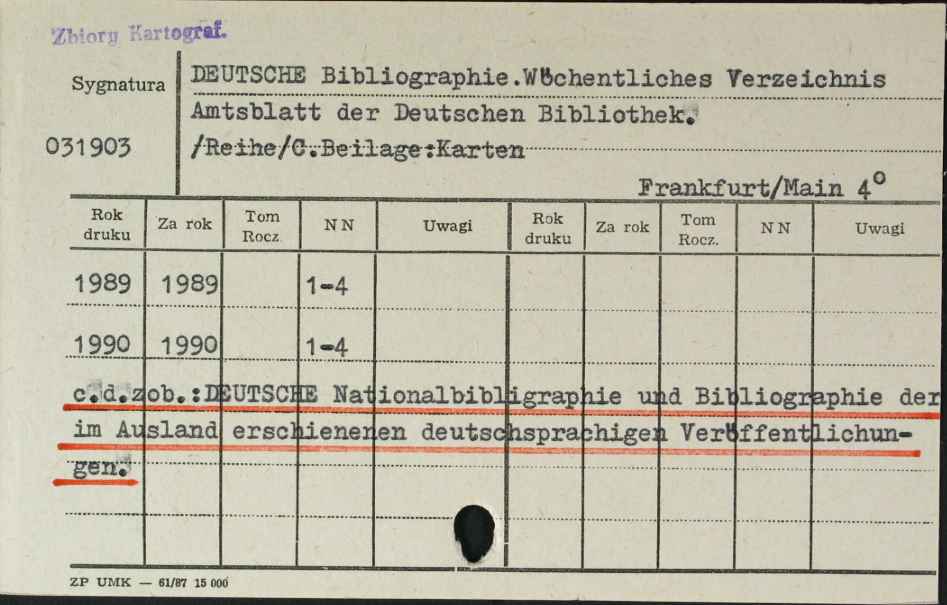 Zbiory Kartograf.
Sygnatura
DEUTSCHE Bibliographie.Wöchentliches Verzeichnis
Amtsblatt der Deutschen Bibliothek.
031903
/Reihe/C.Beilage:Karten
Frankfurt/Main 4°
Rok druku Za rok Tom Rocz. NN Uwagi Rok druku Za rok Tom Rocz. NN Uwagi
1989 1989 1-4
1990 1990 1-4
c.d.zob.:DEUTSCHE Nationalbibligraphie und Bibliographie der
im Ausland erschienenen deutschsprachigen Veröffentlichun-
gen.
ZP UMK — 61/87 15 000